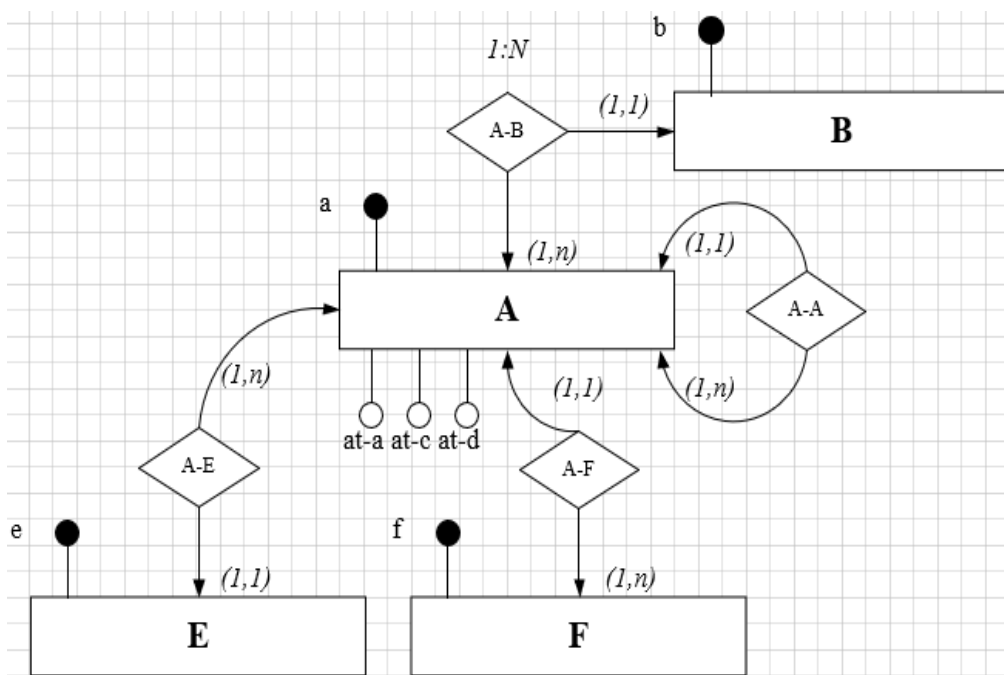 b
1:N
(1,1)
A-B
B
a
(1,n)
(1,1)
A
A-A
(1,n)
(1,1)
(1,n)
at-a at-c at-d
A-E
A-F
e
f
(1,1)
(1,n)
E
F